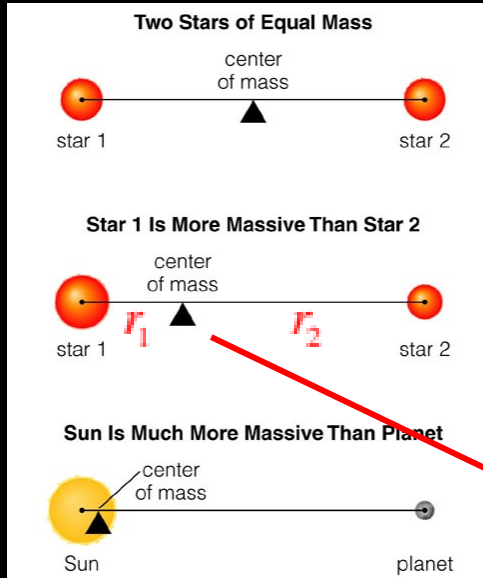 Two Stars of Equal Mass
center
of mass
star 1 star 2
Star 1 Is More Massive Than Star 2
center
of mass
r₁ r₂
star 1 star 2
Sun Is Much More Massive Than Planet
center
of mass
Sun planet